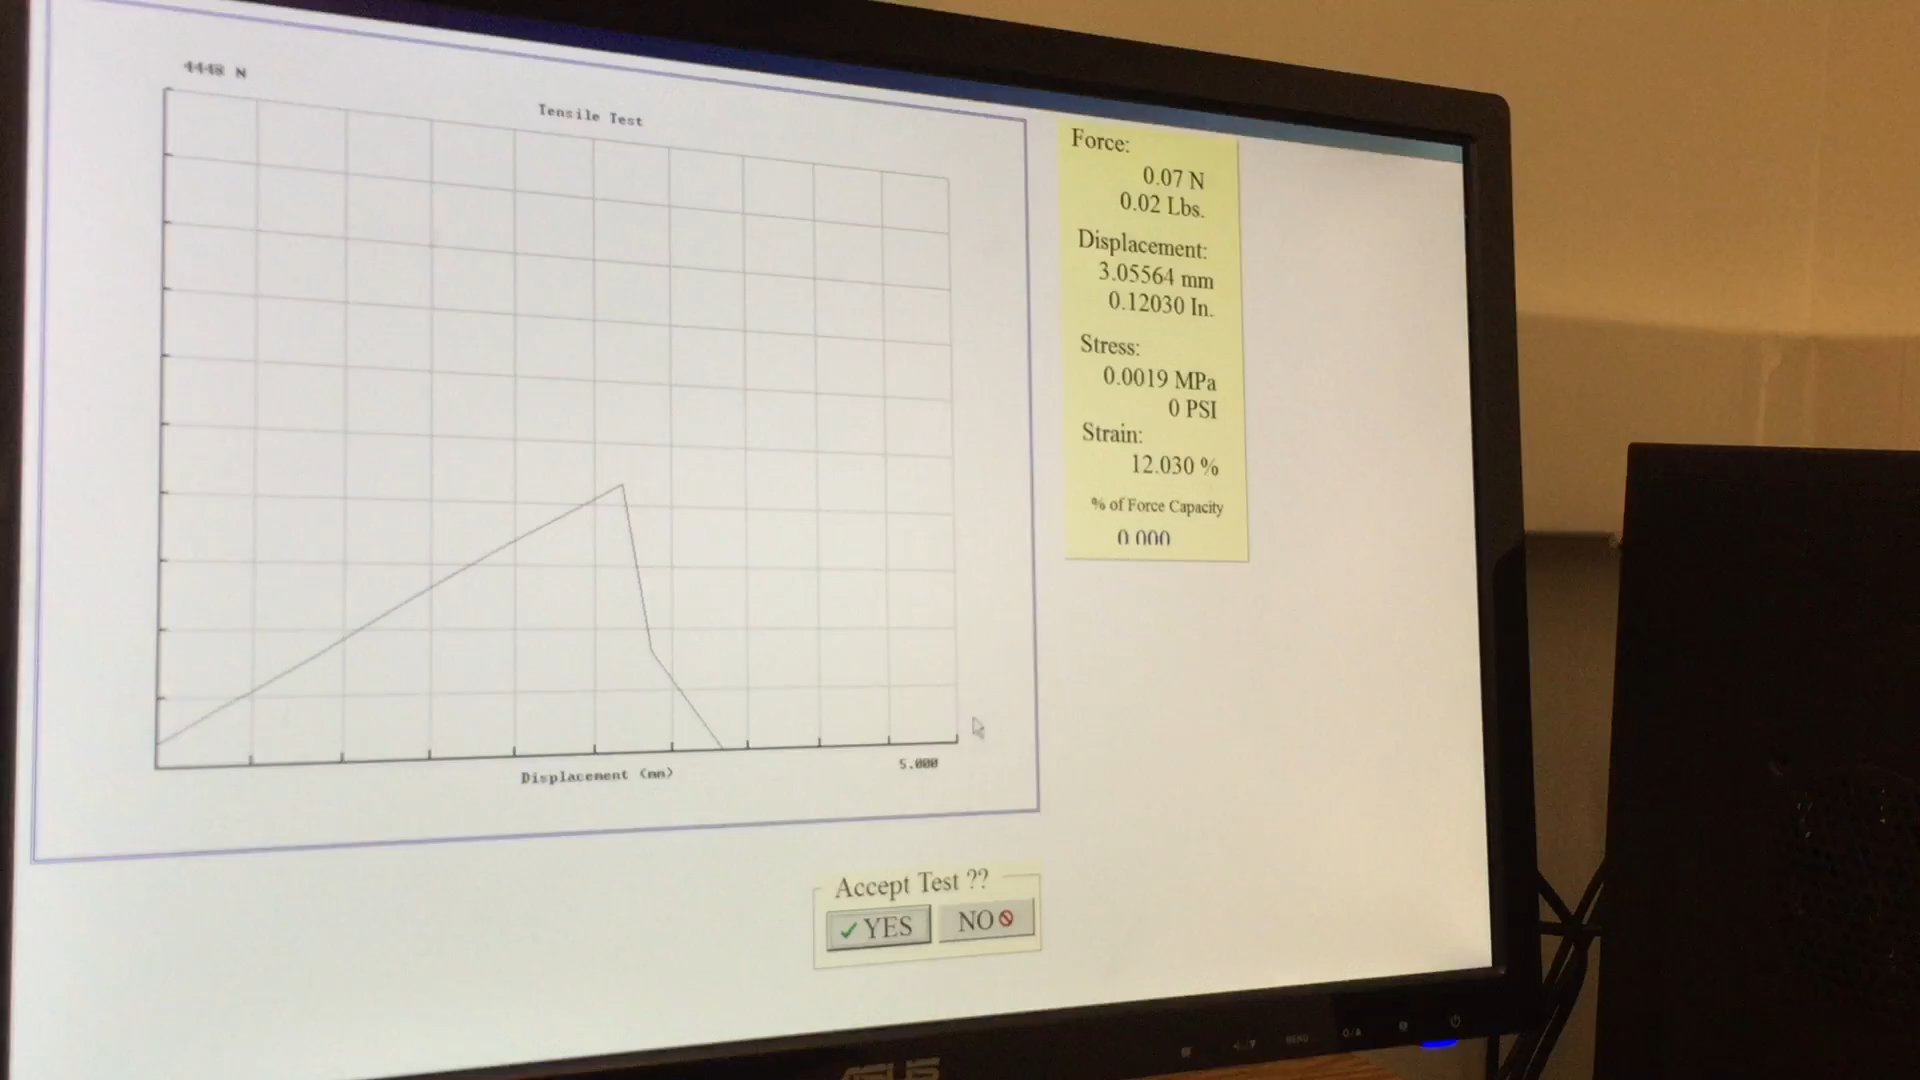 4448 N
Tensile Test
Displacement (mm)
5.000
Force:
0.07 N
0.02 Lbs.
Displacement:
3.05564 mm
0.12030 In.
Stress:
0.0019 MPa
0 PSI
Strain:
12.030 %
% of Force Capacity
0.000
Accept Test ??
YES
NO
MENU
ASUS